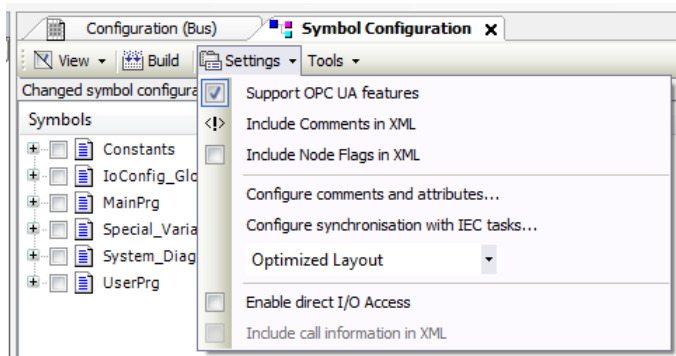 Configuration (Bus) Symbol Configuration x
View Build Settings Tools
Changed symbol configura
Support OPC UA features
Symbols
Include Comments in XML
Constants
Include Node Flags in XML
IoConfig_Glo
MainPrg
Configure comments and attributes...
Special_Varia
Configure synchronisation with IEC tasks...
System_Diag
Optimized Layout
UserPrg
Enable direct I/O Access
Include call information in XML